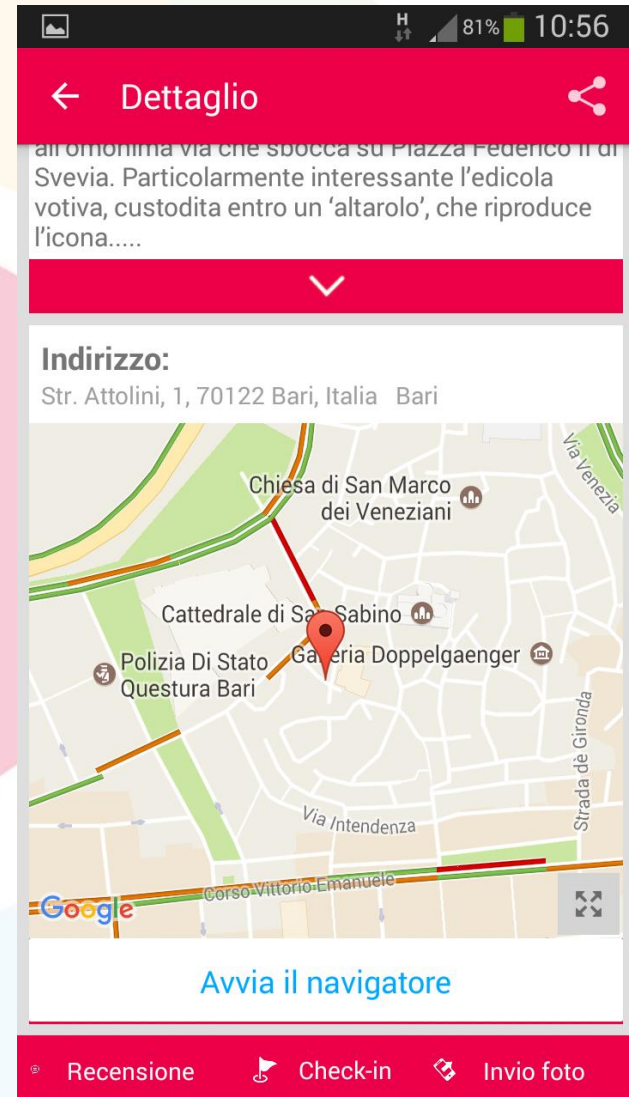 H 81% 10:56
Dettaglio
all'omonima via che sbocca su Piazza Federico II di
Svevia. Particolarmente interessante l'edicola
votiva, custodita entro un 'altarolo', che riproduce
l'icona.....
Indirizzo:
Str. Attolini, 1, 70122 Bari, Italia Bari
Via Venezia
Chiesa di San Marco
dei Veneziani
Cattedrale di San Sabino
Polizia Di Stato
Questura Bari
Galleria Doppelgaenger
Strada dè Gironda
Via Intendenza
Corso Vittorio Emanuele
Google
Avvia il navigatore
Recensione Check-in Invio foto